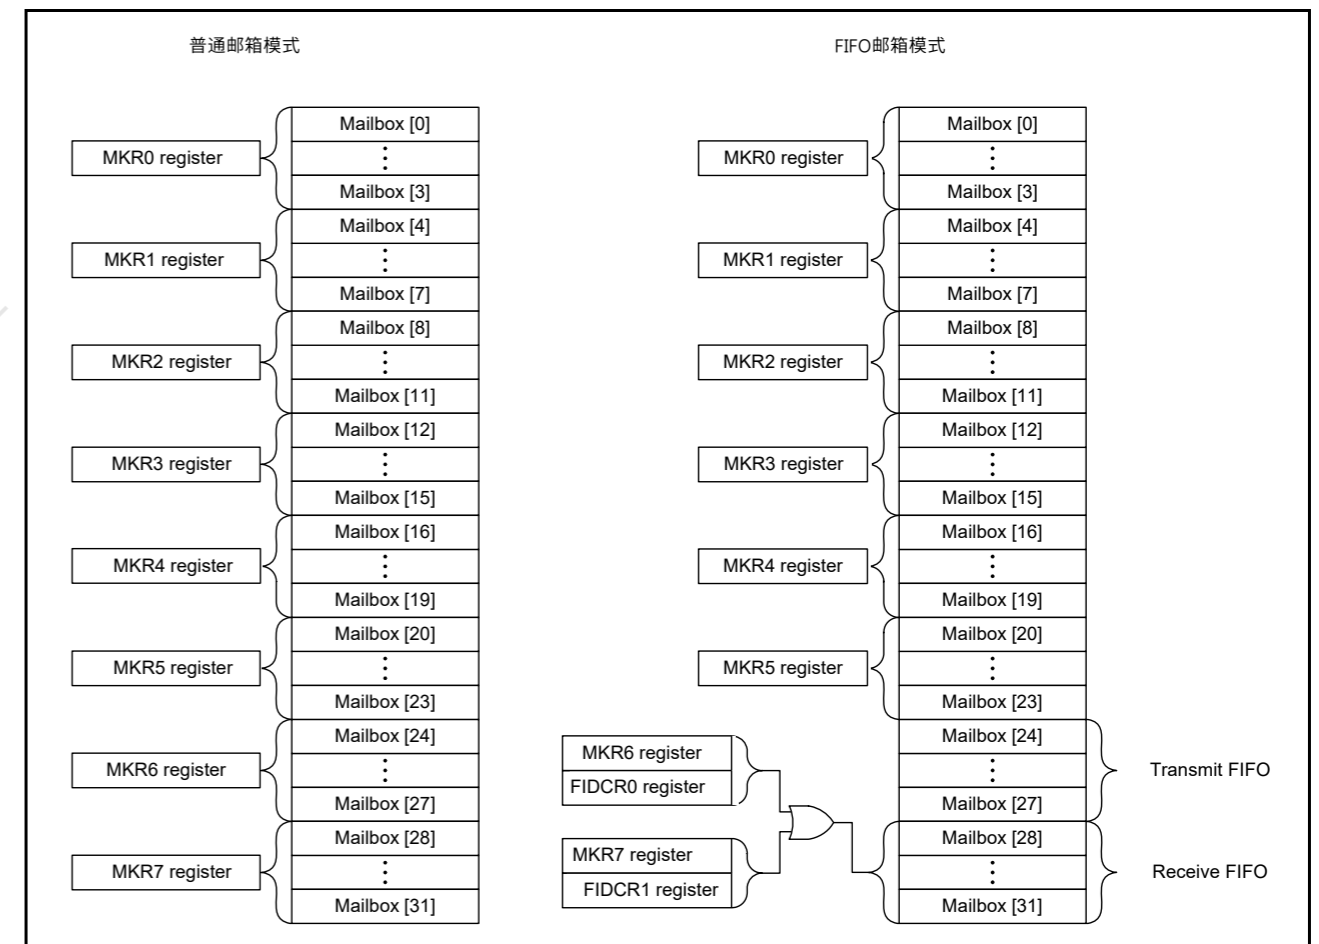 普通邮箱模式
MKR0 register
Mailbox [0]
Mailbox [3]
MKR1 register
Mailbox [4]
Mailbox [7]
MKR2 register
Mailbox [8]
Mailbox [11]
MKR3 register
Mailbox [12]
Mailbox [15]
MKR4 register
Mailbox [16]
Mailbox [19]
MKR5 register
Mailbox [20]
Mailbox [23]
MKR6 register
Mailbox [24]
Mailbox [27]
MKR7 register
Mailbox [28]
Mailbox [31]
FIFO邮箱模式
MKR0 register
Mailbox [0]
Mailbox [3]
MKR1 register
Mailbox [4]
Mailbox [7]
MKR2 register
Mailbox [8]
Mailbox [11]
MKR3 register
Mailbox [12]
Mailbox [15]
MKR4 register
Mailbox [16]
Mailbox [19]
MKR5 register
Mailbox [20]
Mailbox [23]
MKR6 register
FIDCR0 register
Mailbox [24]
Mailbox [27]
Transmit FIFO
MKR7 register
FIDCR1 register
Mailbox [28]
Mailbox [31]
Receive FIFO